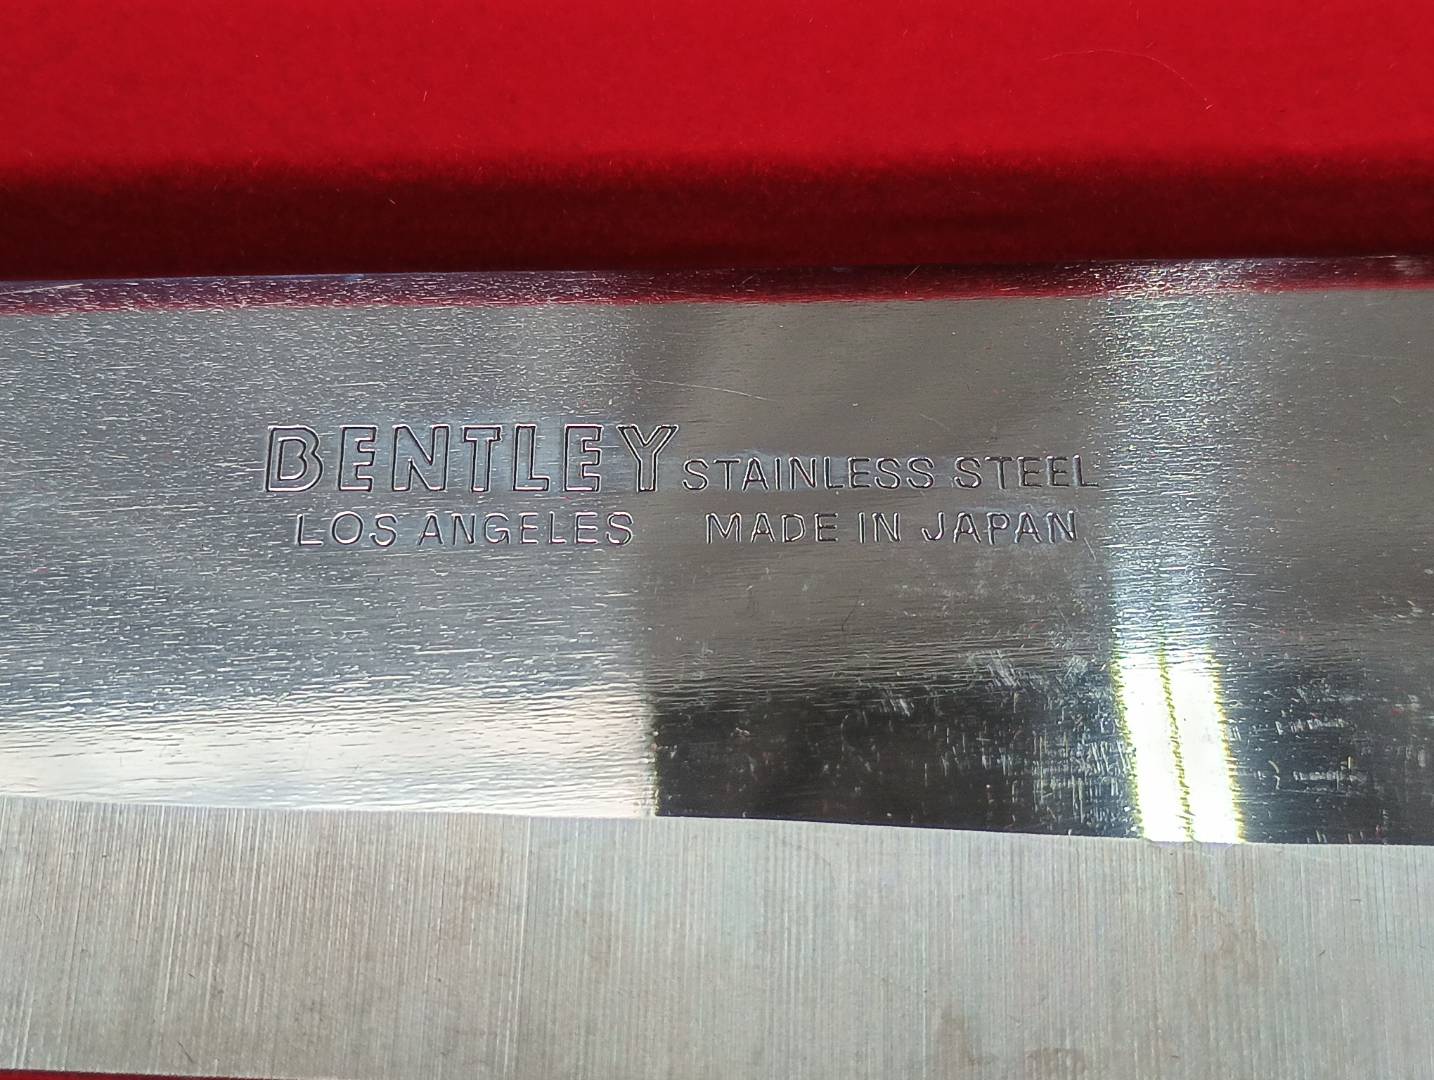 BENTLEY STAINLESS STEEL
LOS ANGELES MADE IN JAPAN